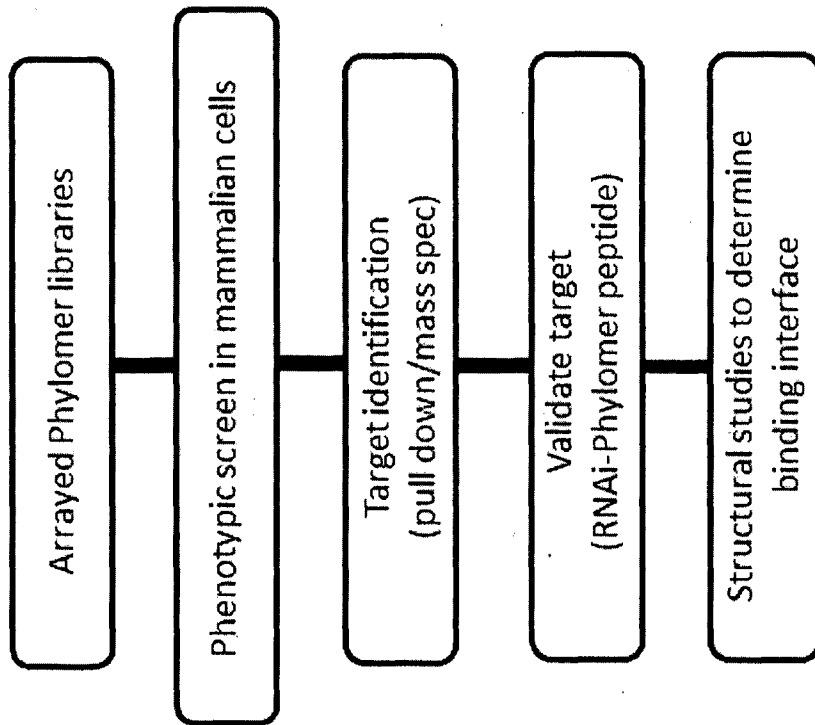 Arrayed Phylomer libraries
Phenotypic screen in mammalian cells
Target identification
(pull down/mass spec)
Validate target
(RNAi-Phylomer peptide)
Structural studies to determine
binding interface